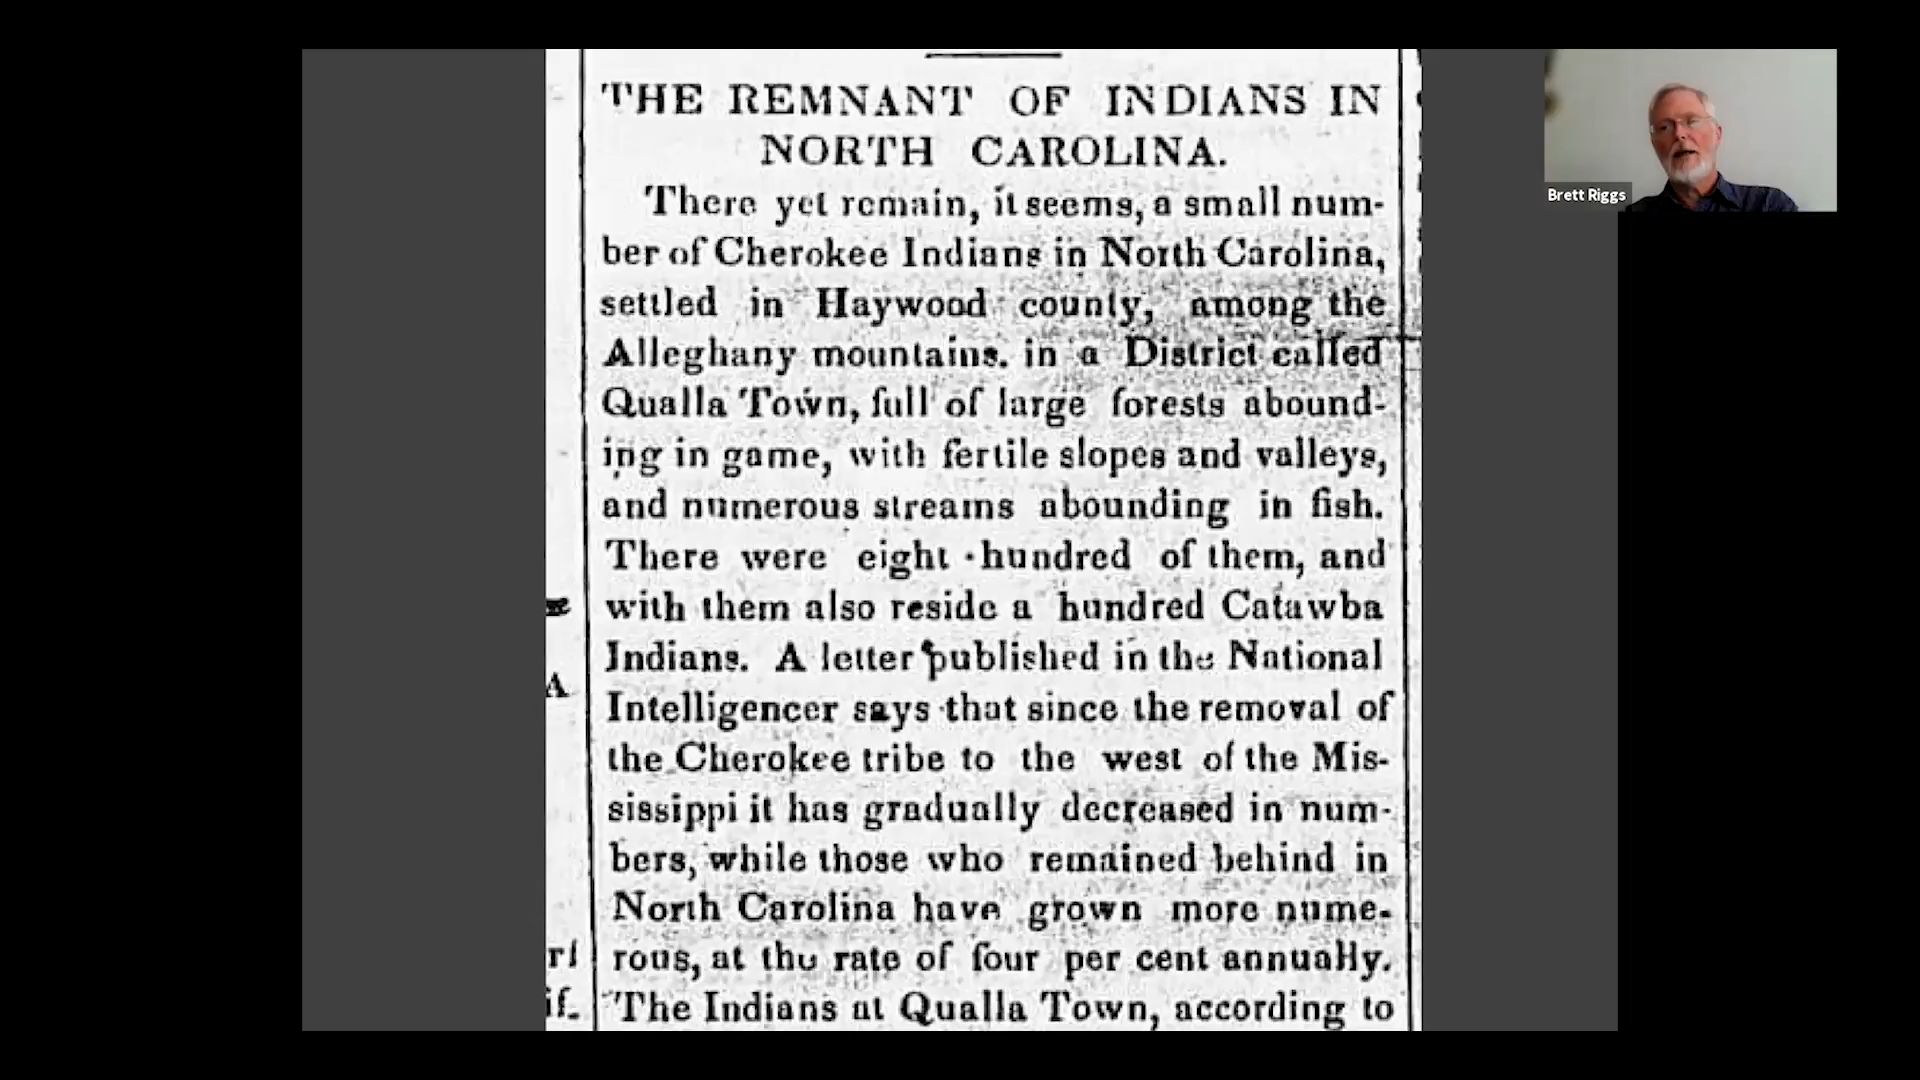 THE REMNANT OF INDIANS IN
NORTH CAROLINA.
There yet remain, it seems, a small num-
ber of Cherokee Indians in North Carolina,
settled in Haywood county, among the
Alleghany mountains. in a District called
Qualla Town, full of large forests abound-
ing in game, with fertile slopes and valleys,
and numerous streams abounding in fish.
There were eight hundred of them, and
with them also reside a hundred Catawba
Indians. A letter published in the National
Intelligencer says that since the removal of
the Cherokee tribe to the west of the Mis-
sissippi it has gradually decreased in num-
bers, while those who remained behind in
North Carolina have grown more nume-
rous, at the rate of four per cent annually.
The Indians at Qualla Town, according to
A
if-
Brett Riggs